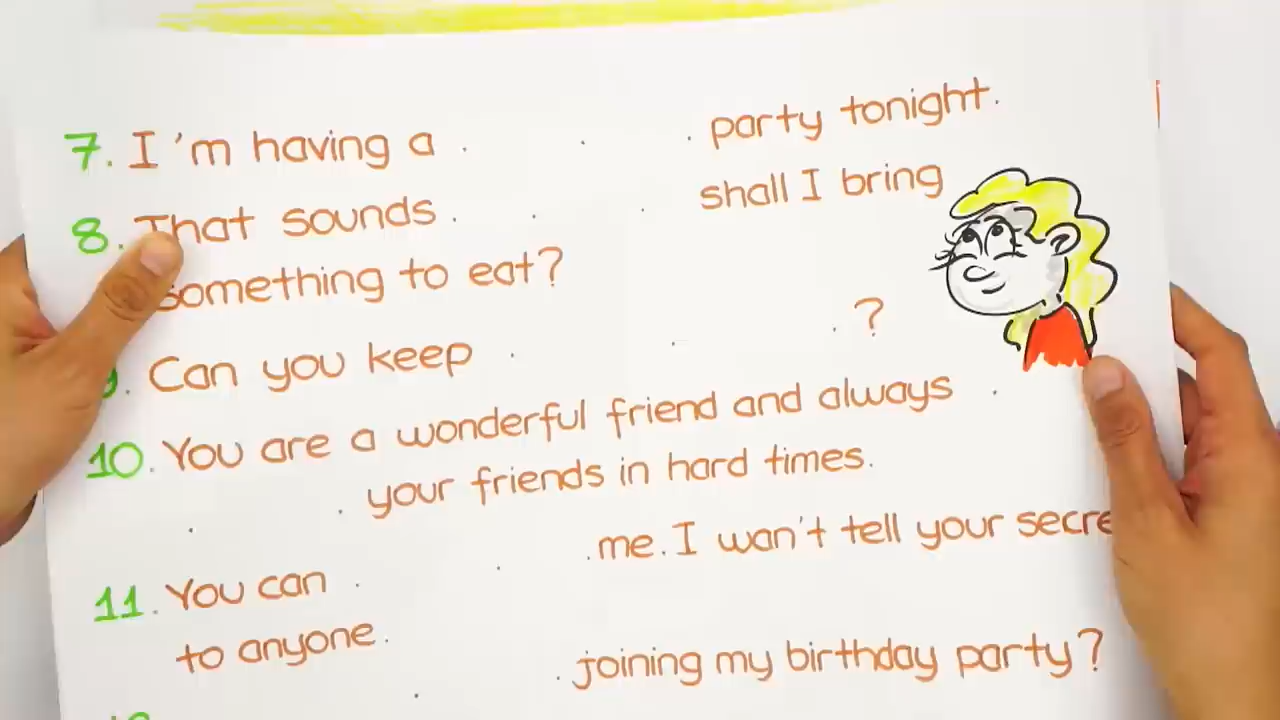 7. I'm having a . . . party tonight.
8. That sounds . . . shall I bring
something to eat?
9. Can you keep . . . ?
10. You are a wonderful friend and always .
. . your friends in hard times.
11. You can . . . me. I wan't tell your
to anyone.
. . joining my birthday party?